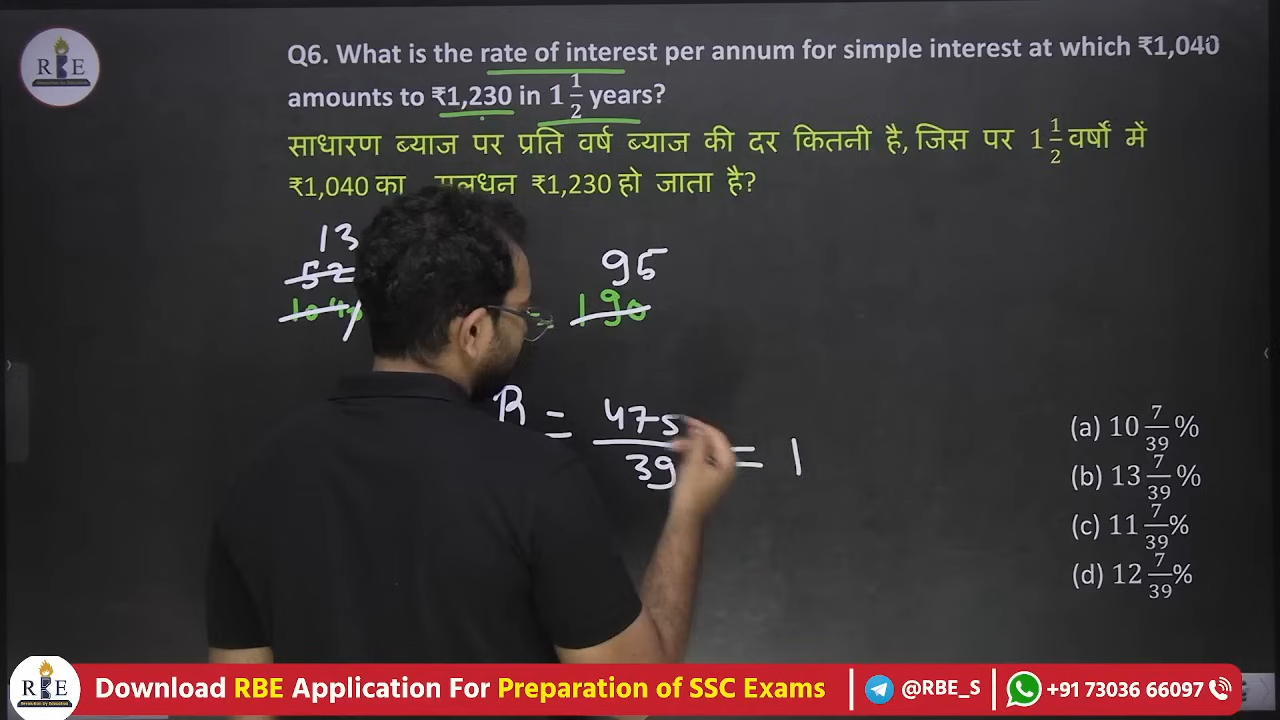 R E
Q6. What is the rate of interest per annum for simple interest at which ₹1,040
amounts to ₹1,230 in 1 1/2 years?
साधारण ब्याज पर प्रति वर्ष ब्याज की दर कितनी है, जिस पर 1 1/2 वर्षों में
₹1,040 का मूलधन ₹1,230 हो जाता है?
13
52
1040
95
= 190
R = 475/39 = 1
(a) 10 7/39 %
(b) 13 7/39 %
(c) 11 7/39 %
(d) 12 7/39 %
R E
Download RBE Application For Preparation of SSC Exams
@RBE_S
+91 73036 66097